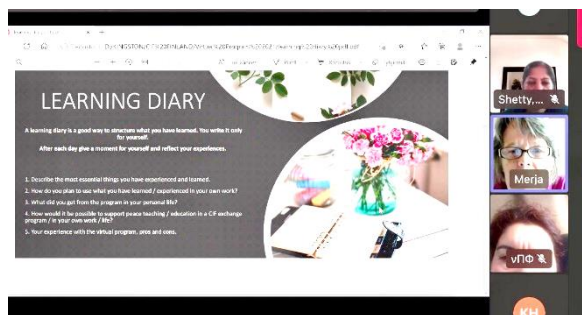 LEARNING DIARY
A learning diary is a good way to structure what you have learned. You write it only
for yourself.
After each day give a moment for yourself and reflect your experiences.
1. Describe the most essential things you have experienced and learned.
2. How do you plan to use what you have learned / experienced in your own work?
3. What did you get from the program in your personal life?
4. How would it be possible to support peace teaching / education in a CIF exchange
program / in your own work / life?
5. Your experience with the virtual program, pros and cons.
Shetty,...
Merja
νΠΦ
KH